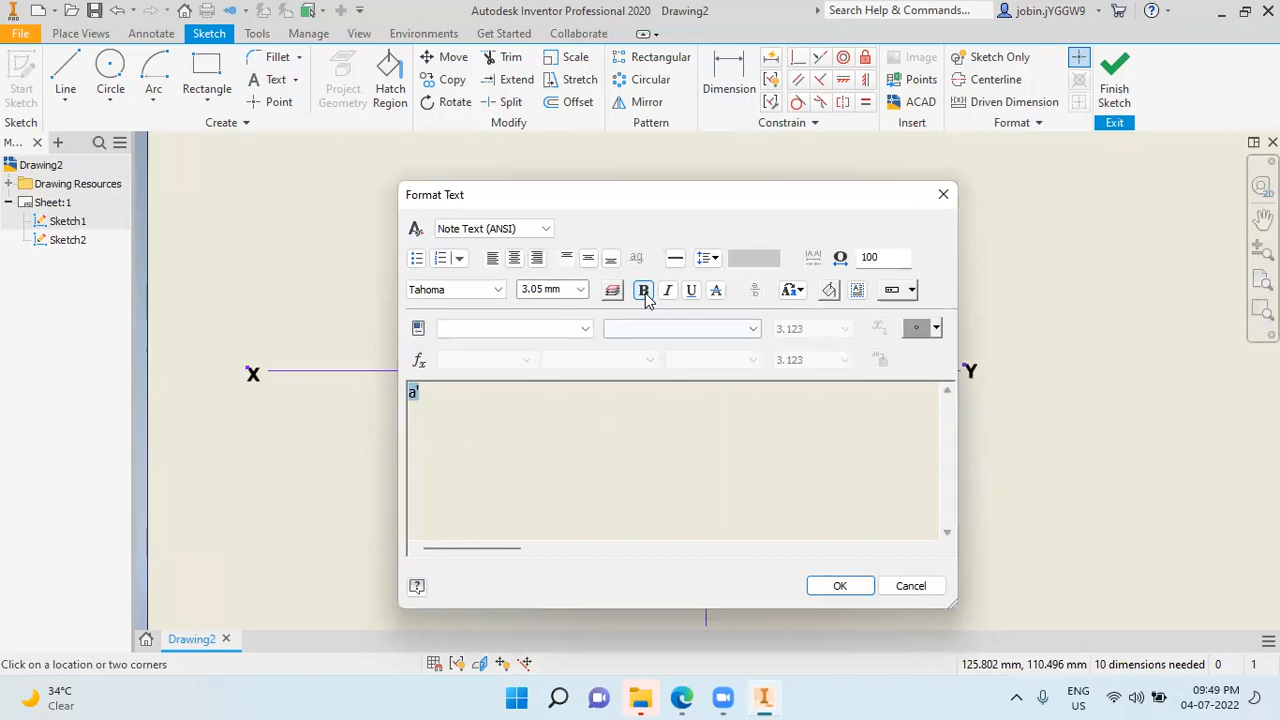 PRO
Autodesk Inventor Professional 2020 Drawing2
Search Help & Commands...
jobin.jYGGW9
File Place Views Annotate Sketch Tools Manage View Environments Get Started Collaborate
Start Sketch
Line
Circle
Arc
Rectangle
Fillet
Text
Point
Project Geometry
Hatch Region
Move
Copy
Rotate
Trim
Extend
Split
Scale
Stretch
Offset
Rectangular
Circular
Mirror
Dimension
Image
Points
ACAD
Sketch Only
Centerline
Driven Dimension
Finish Sketch
Sketch Create Modify Pattern Constrain Insert Format Exit
M...
Drawing2
Drawing Resources
Sheet:1
Sketch1
Sketch2
Format Text
Note Text (ANSI)
100
Tahoma
3.05 mm
B I U A
3.123
3.123
a'
OK
Cancel
X
Y
Drawing2
Click on a location or two corners
125.802 mm, 110.496 mm 10 dimensions needed 0 1
34°C
Clear
ENG
US
09:49 PM
04-07-2022